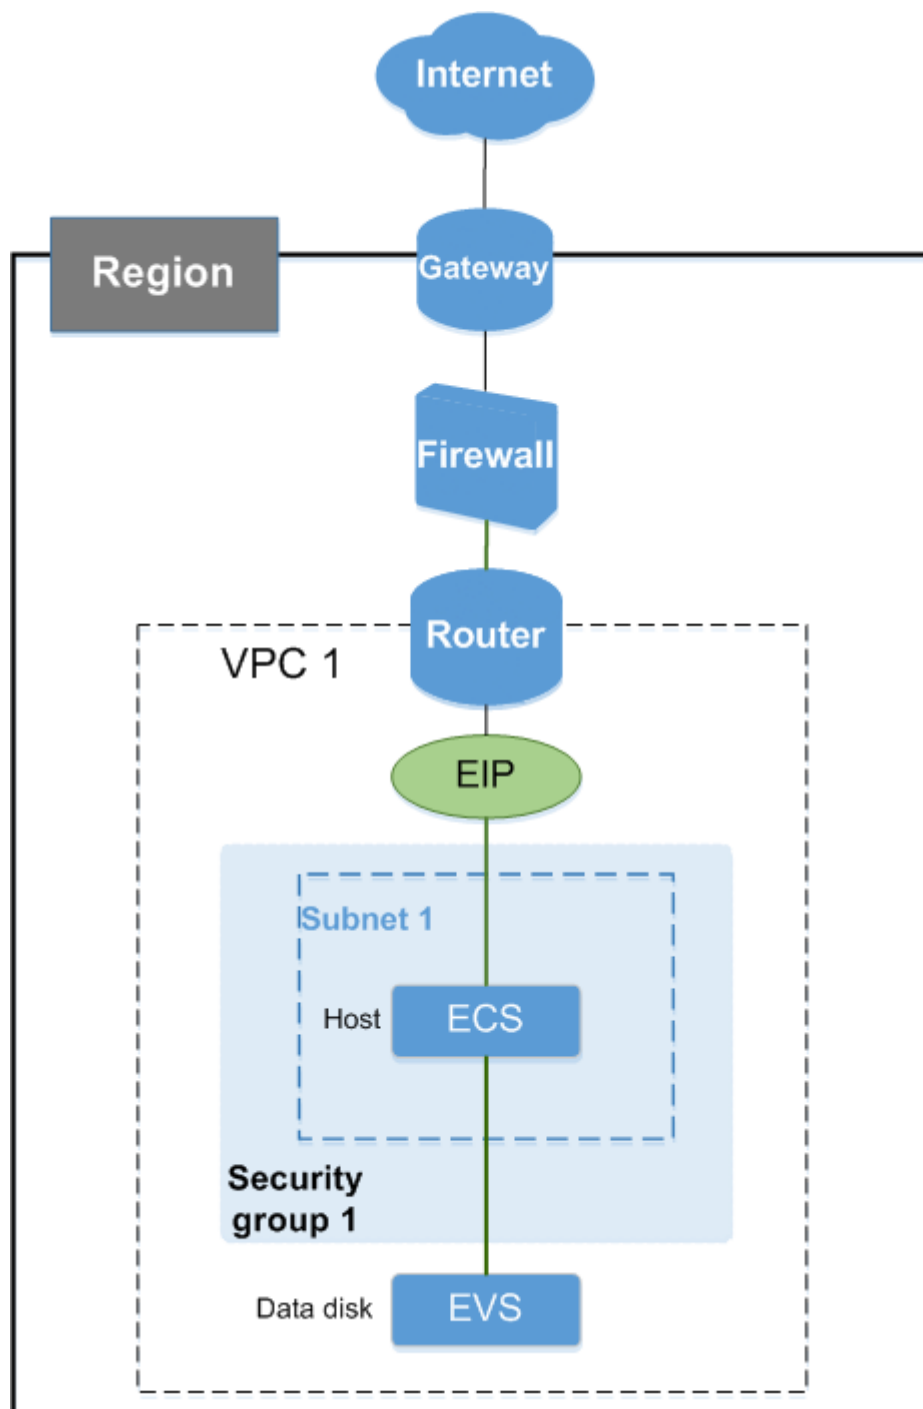 Internet
Region
Gateway
Firewall
Router
VPC 1
EIP
Subnet 1
Host
ECS
Security
group 1
Data disk
EVS